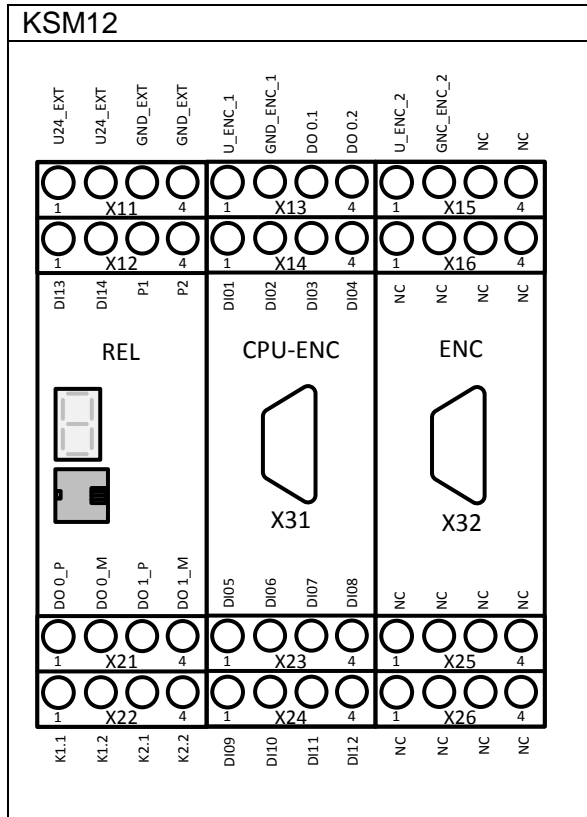 KSM12
U24_EXT U24_EXT GND_EXT GND_EXT U_ENC_1 GND_ENC_1 DO 0.1 DO 0.2 U_ENC_2 GNC_ENC_2 NC NC
1 X11 4 1 X13 4 1 X15 4
1 X12 4 1 X14 4 1 X16 4
DI13 DI14 P1 P2 DI01 DI02 DI03 DI04 NC NC NC NC
REL CPU-ENC ENC
X31 X32
DO 0_P DO 0_M DO 1_P DO 1_M DI05 DI06 DI07 DI08 NC NC NC NC
1 X21 4 1 X23 4 1 X25 4
1 X22 4 1 X24 4 1 X26 4
K1.1 K1.2 K2.1 K2.2 DI09 DI10 DI11 DI12 NC NC NC NC